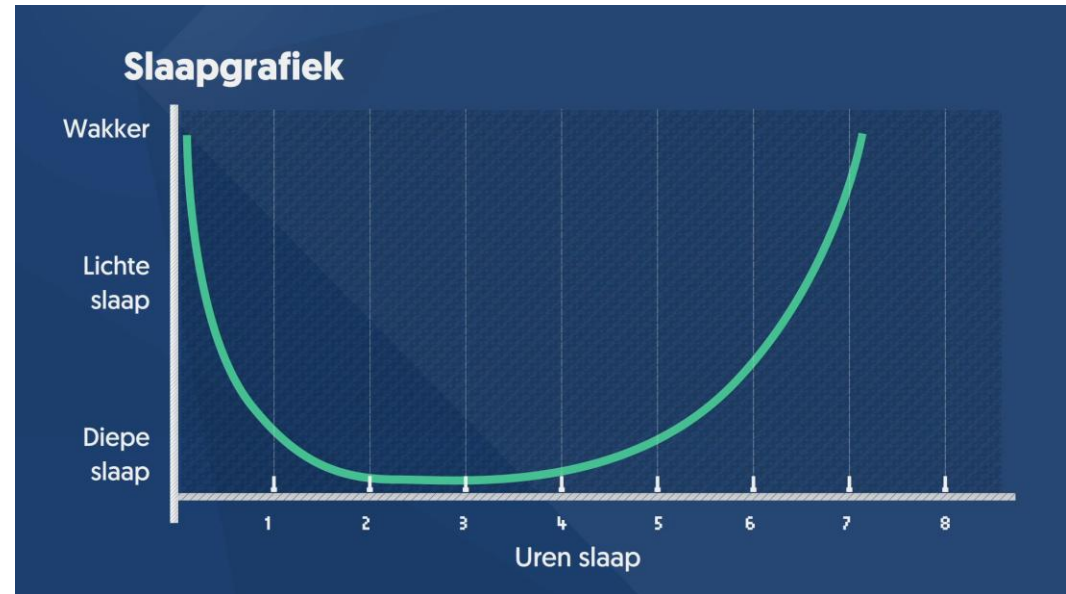 Slaapgrafiek
Wakker
Lichte
slaap
Diepe
slaap
1 2 3 4 5 6 7 8
Uren slaap